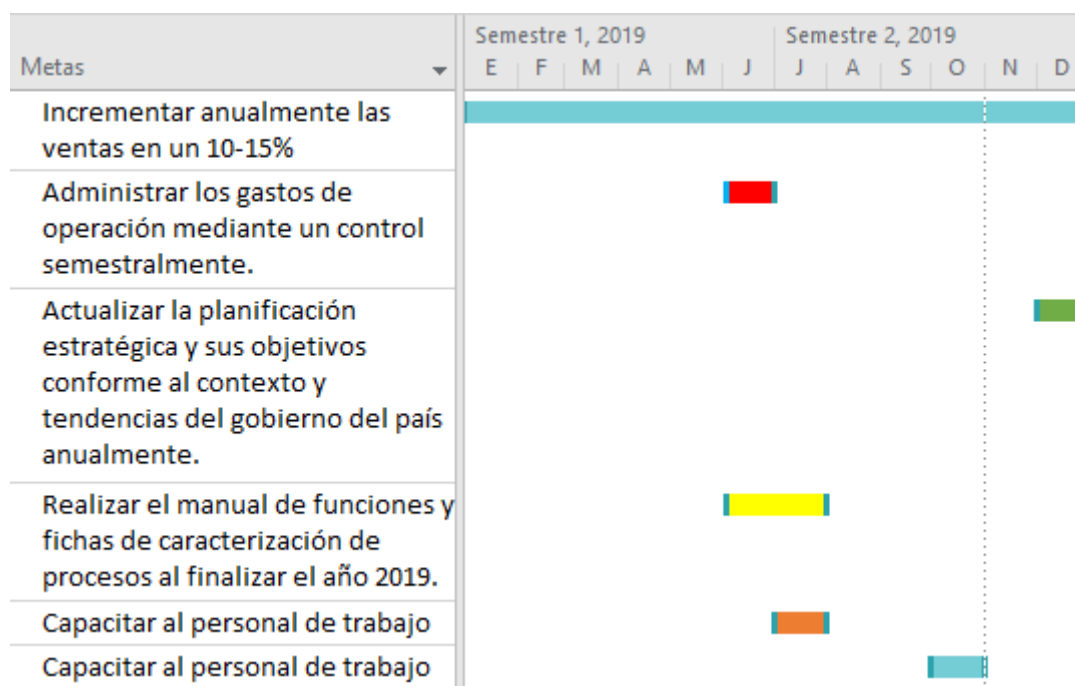 Semestre 1, 2019 Semestre 2, 2019
Metas E F M A M J J A S O N D
Incrementar anualmente las
ventas en un 10-15%
Administrar los gastos de
operación mediante un control
semestralmente.
Actualizar la planificación
estratégica y sus objetivos
conforme al contexto y
tendencias del gobierno del país
anualmente.
Realizar el manual de funciones y
fichas de caracterización de
procesos al finalizar el año 2019.
Capacitar al personal de trabajo
Capacitar al personal de trabajo